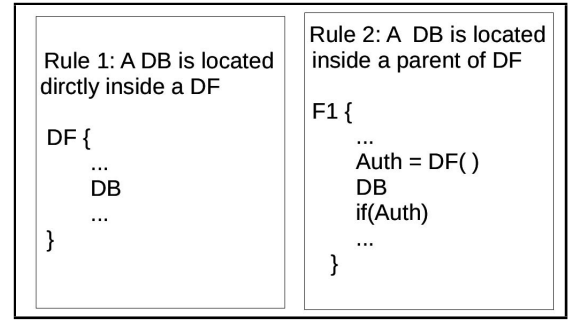 Rule 1: A DB is located
dirctly inside a DF
DF {
...
DB
...
}
Rule 2: A DB is located
inside a parent of DF
F1 {
...
Auth = DF( )
DB
if(Auth)
...
}